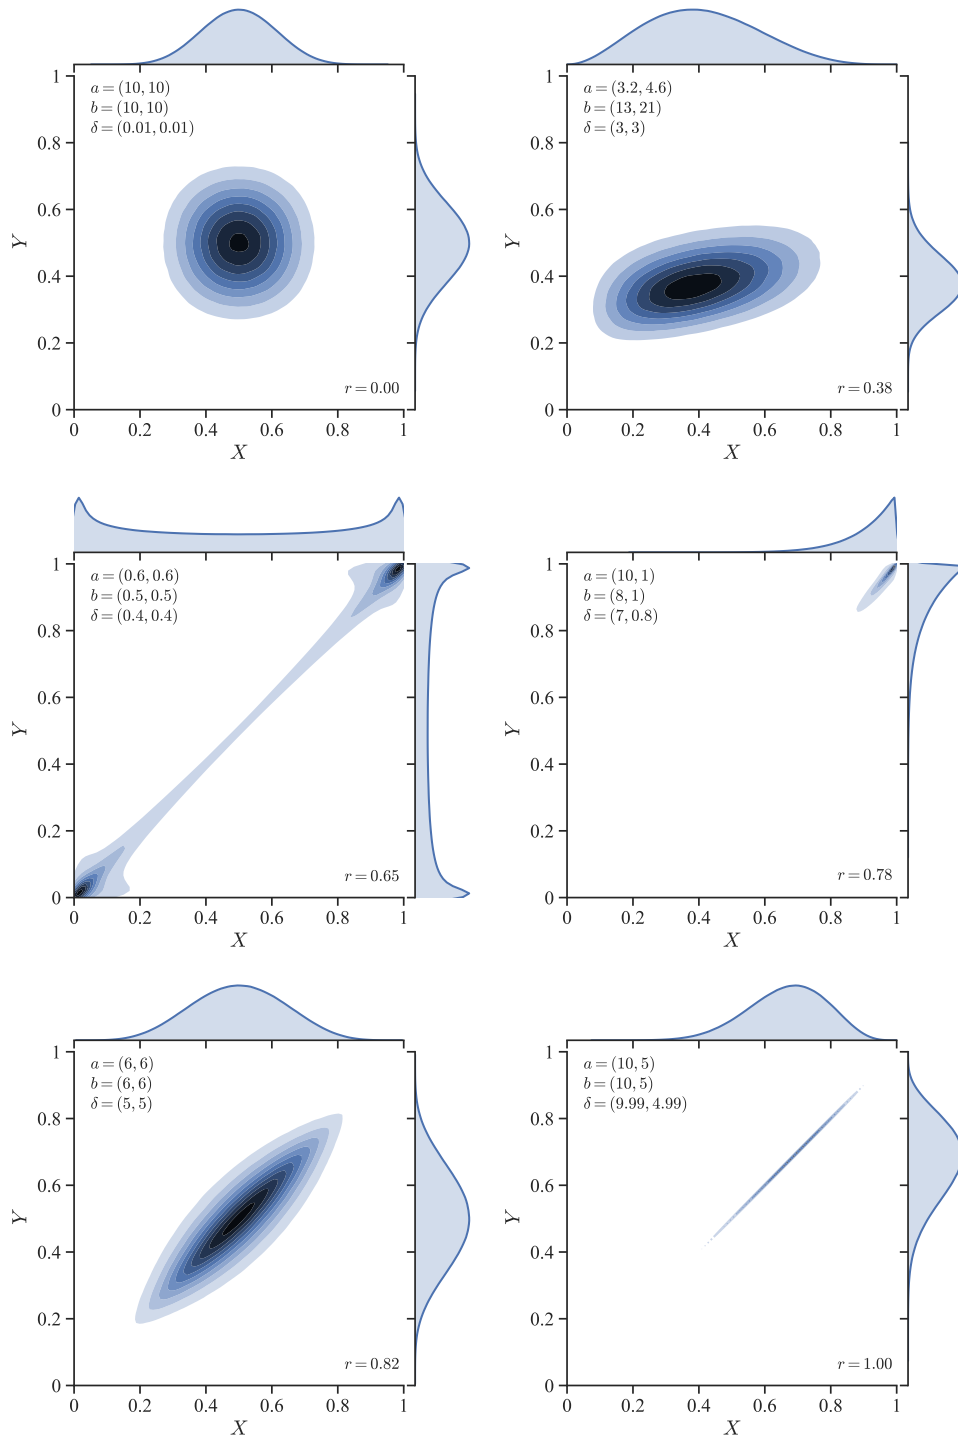 a = (10, 10)
b = (10, 10)
δ = (0.01, 0.01)
1
0.8
0.6
0.4
0.2
0
Y
r = 0.00
0 0.2 0.4 0.6 0.8 1
X
a = (3.2, 4.6)
b = (13, 21)
δ = (3, 3)
1
0.8
0.6
0.4
0.2
0
Y
r = 0.38
0 0.2 0.4 0.6 0.8 1
X
a = (0.6, 0.6)
b = (0.5, 0.5)
δ = (0.4, 0.4)
1
0.8
0.6
0.4
0.2
0
Y
r = 0.65
0 0.2 0.4 0.6 0.8 1
X
a = (10, 1)
b = (8, 1)
δ = (7, 0.8)
1
0.8
0.6
0.4
0.2
0
Y
r = 0.78
0 0.2 0.4 0.6 0.8 1
X
a = (6, 6)
b = (6, 6)
δ = (5, 5)
1
0.8
0.6
0.4
0.2
0
Y
r = 0.82
0 0.2 0.4 0.6 0.8 1
X
a = (10, 5)
b = (10, 5)
δ = (9.99, 4.99)
1
0.8
0.6
0.4
0.2
0
Y
r = 1.00
0 0.2 0.4 0.6 0.8 1
X